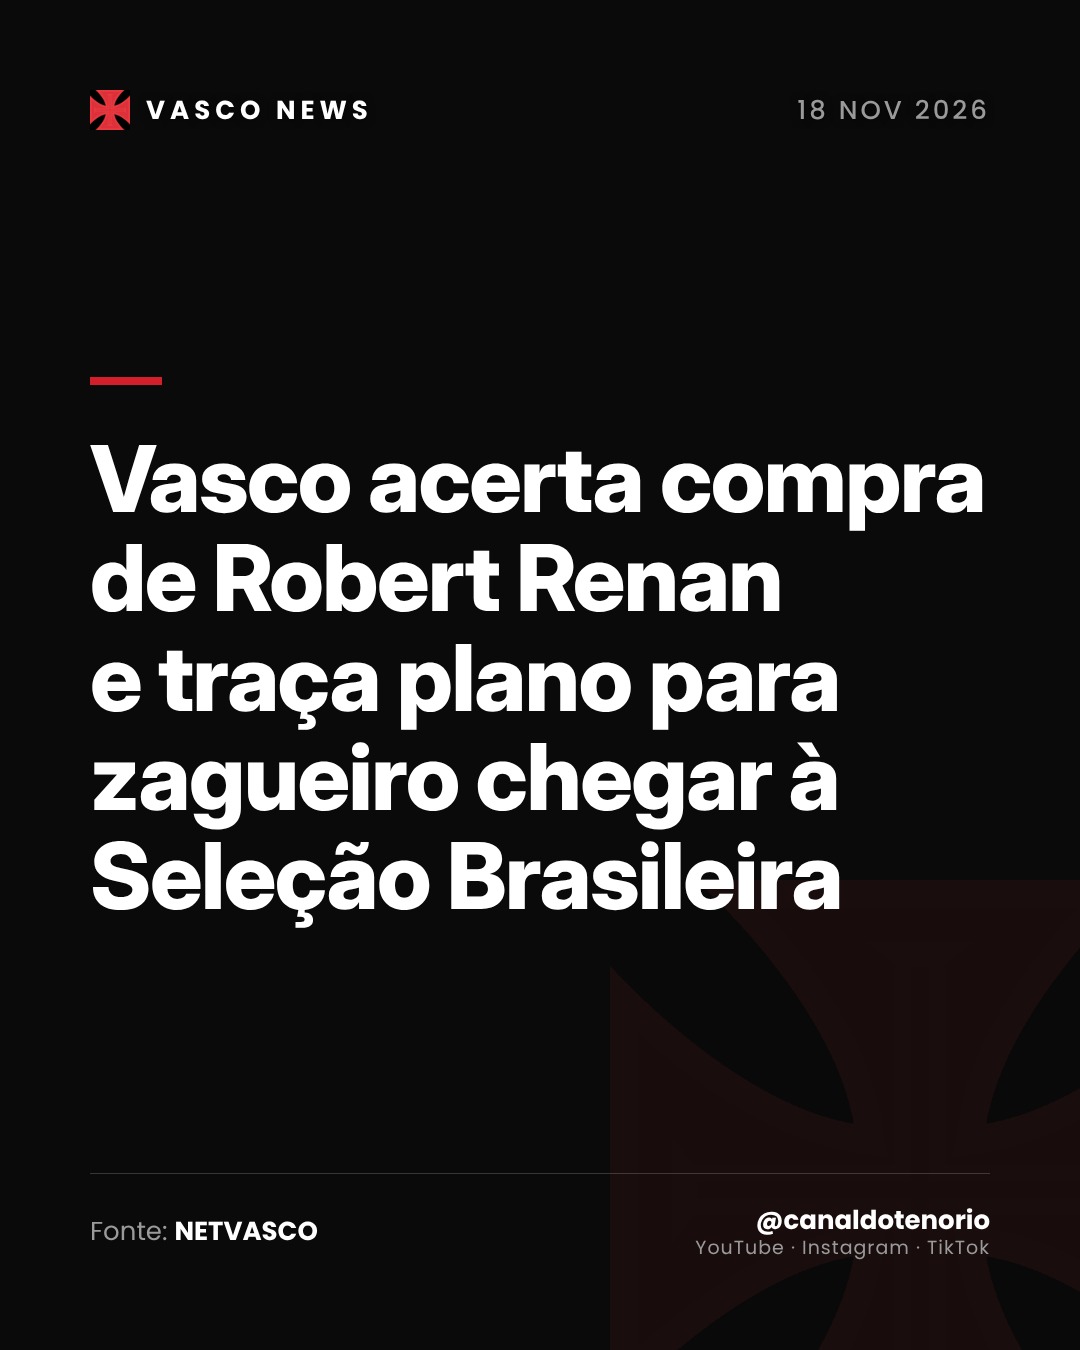 VASCO NEWS
18 NOV 2026
Vasco acerta compra
de Robert Renan
e traça plano para
zagueiro chegar à
Seleção Brasileira
Fonte: NETVASCO
@canaldotenorio
YouTube · Instagram · TikTok